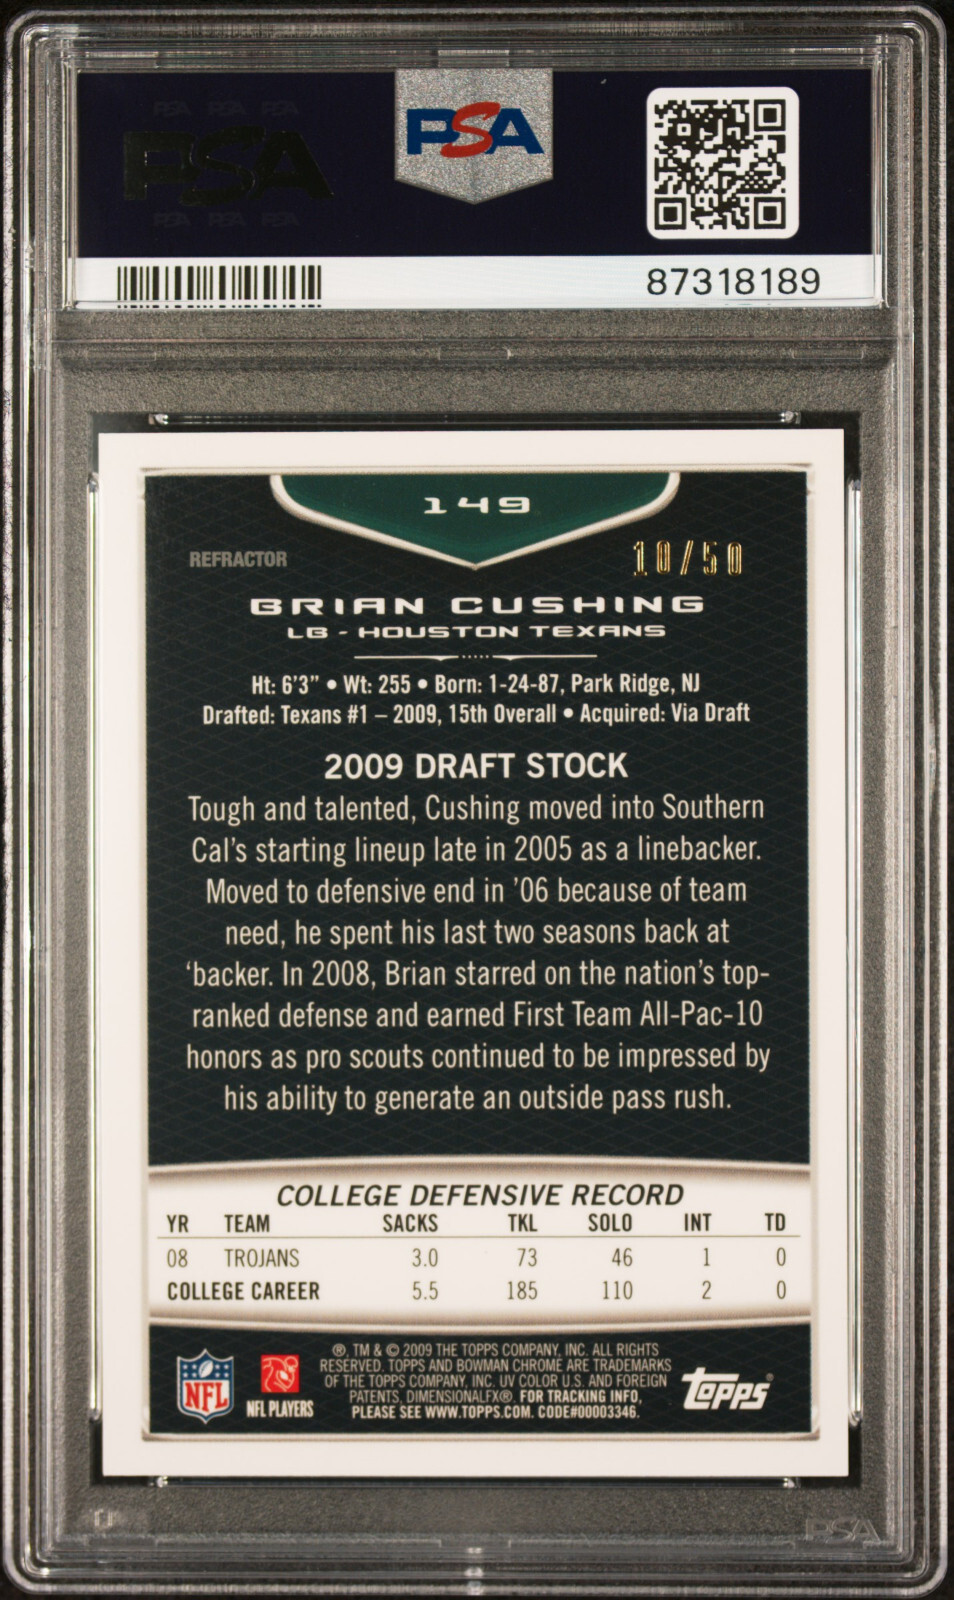 PSA PSA PSA
PSA
PSA PSA PSA
PSA
87318189
149
REFRACTOR
10/50
BRIAN CUSHING
LB - HOUSTON TEXANS
Ht: 6'3" • Wt: 255 • Born: 1-24-87, Park Ridge, NJ
Drafted: Texans #1 – 2009, 15th Overall • Acquired: Via Draft
2009 DRAFT STOCK
Tough and talented, Cushing moved into Southern
Cal's starting lineup late in 2005 as a linebacker.
Moved to defensive end in '06 because of team
need, he spent his last two seasons back at
'backer. In 2008, Brian starred on the nation's top-
ranked defense and earned First Team All-Pac-10
honors as pro scouts continued to be impressed by
his ability to generate an outside pass rush.
COLLEGE DEFENSIVE RECORD
YR TEAM SACKS TKL SOLO INT TD
08 TROJANS 3.0 73 46 1 0
COLLEGE CAREER 5.5 185 110 2 0
NFL
NFL PLAYERS
®, TM & © 2009 THE TOPPS COMPANY, INC. ALL RIGHTS
RESERVED. TOPPS AND BOWMAN CHROME ARE TRADEMARKS
OF THE TOPPS COMPANY, INC. UV COLOR U.S. AND FOREIGN
PATENTS, DIMENSIONALFX®. FOR TRACKING INFO,
PLEASE SEE WWW.TOPPS.COM. CODE#00003346.
topps®
PSA